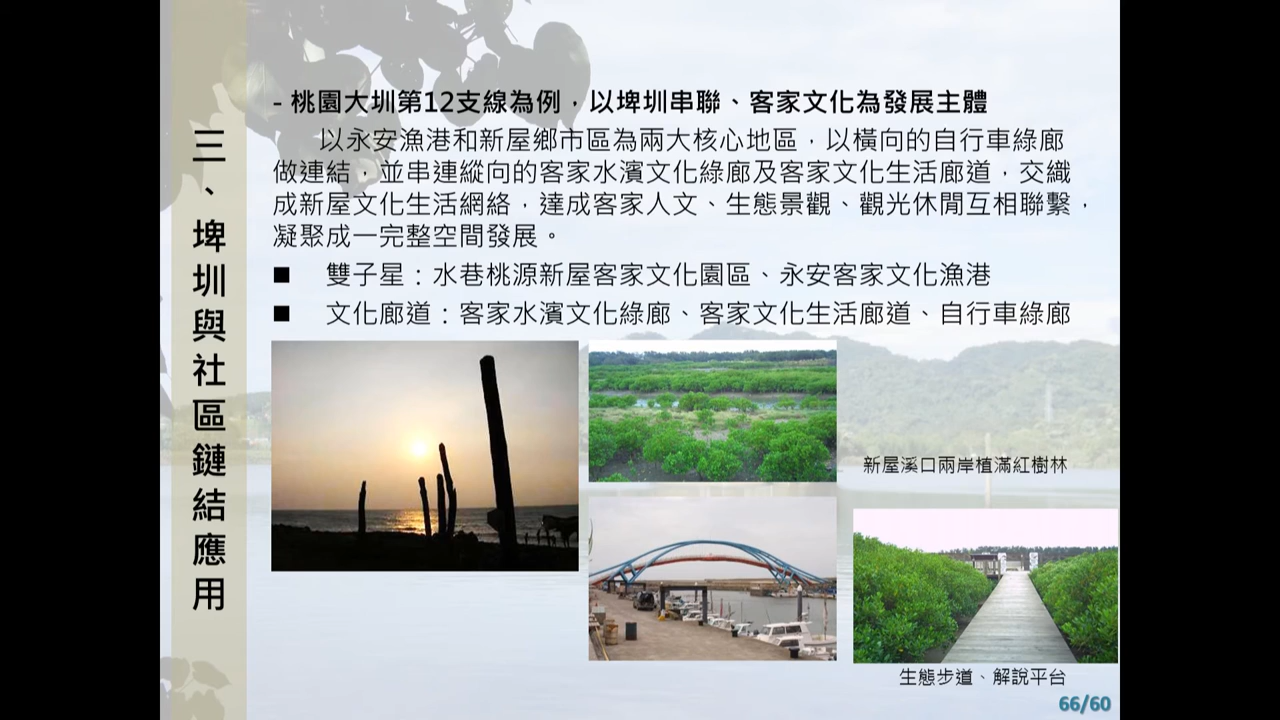 三、埤圳與社區鏈結應用
- 桃園大圳第12支線為例，以埤圳串聯、客家文化為發展主體
以永安漁港和新屋鄉市區為兩大核心地區，以橫向的自行車綠廊
做連結，並串連縱向的客家水濱文化綠廊及客家文化生活廊道，交織
成新屋文化生活網絡，達成客家人文、生態景觀、觀光休閒互相聯繫，
凝聚成一完整空間發展。
■ 雙子星：水巷桃源新屋客家文化園區、永安客家文化漁港
■ 文化廊道：客家水濱文化綠廊、客家文化生活廊道、自行車綠廊
新屋溪口兩岸植滿紅樹林
生態步道、解說平台
66/60